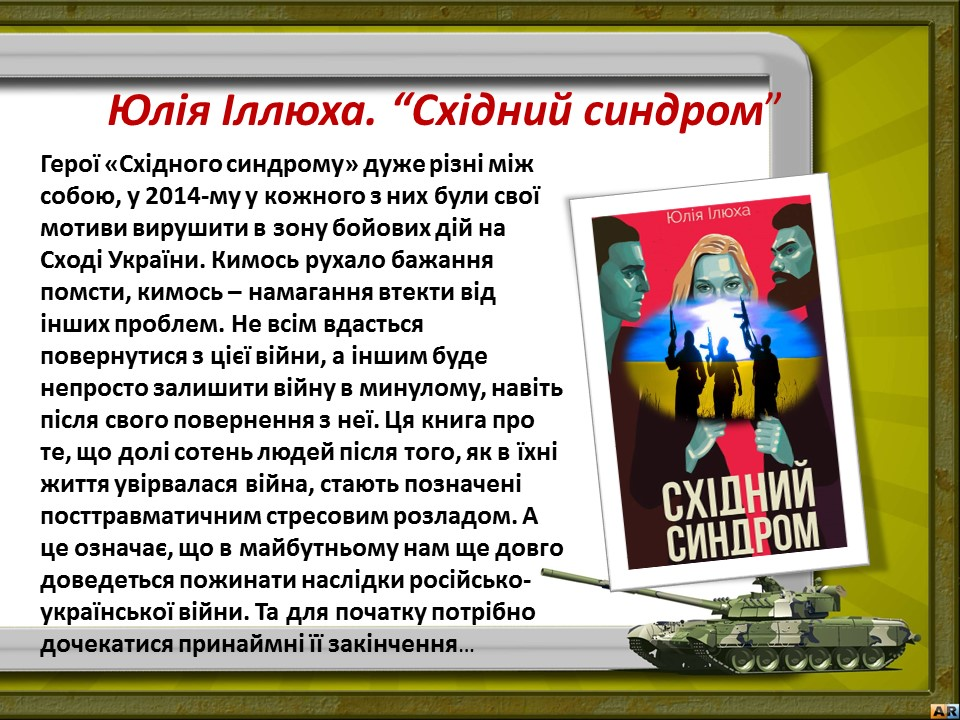 Юлія Іллюха. “Східний синдром”
Герої «Східного синдрому» дуже різні між
собою, у 2014-му у кожного з них були свої
мотиви вирушити в зону бойових дій на
Сході України. Кимось рухало бажання
помсти, кимось – намагання втекти від
інших проблем. Не всім вдасться
повернутися з цієї війни, а іншим буде
непросто залишити війну в минулому, навіть
після свого повернення з неї. Ця книга про
те, що долі сотень людей після того, як в їхні
життя увірвалася війна, стають позначені
посттравматичним стресовим розладом. А
це означає, що в майбутньому нам ще довго
доведеться пожинати наслідки російсько-
української війни. Та для початку потрібно
дочекатися принаймні її закінчення...
Юлія Ілюха
СХІДНИЙ
СИНДРОМ
AR